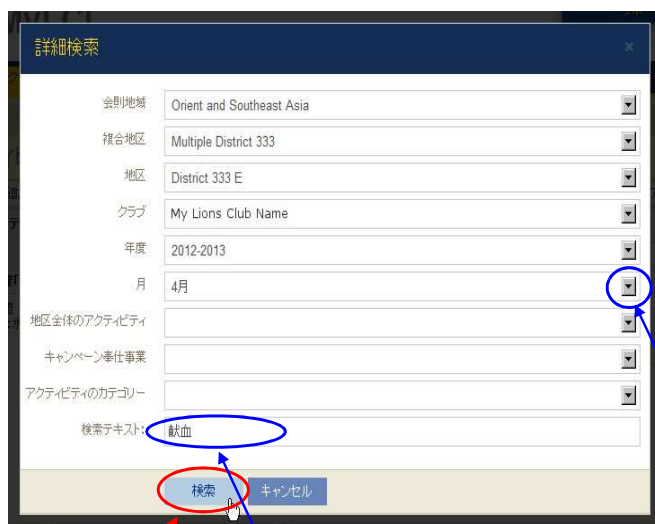 詳細検索 ×
会則地域 Orient and Southeast Asia
複合地区 Multiple District 333
地区 District 333 E
クラブ My Lions Club Name
年度 2012-2013
月 4月
地区全体のアクティビティ
キャンペーン奉仕事業
アクティビティのカテゴリー
検索テキスト: 献血
検索 キャンセル